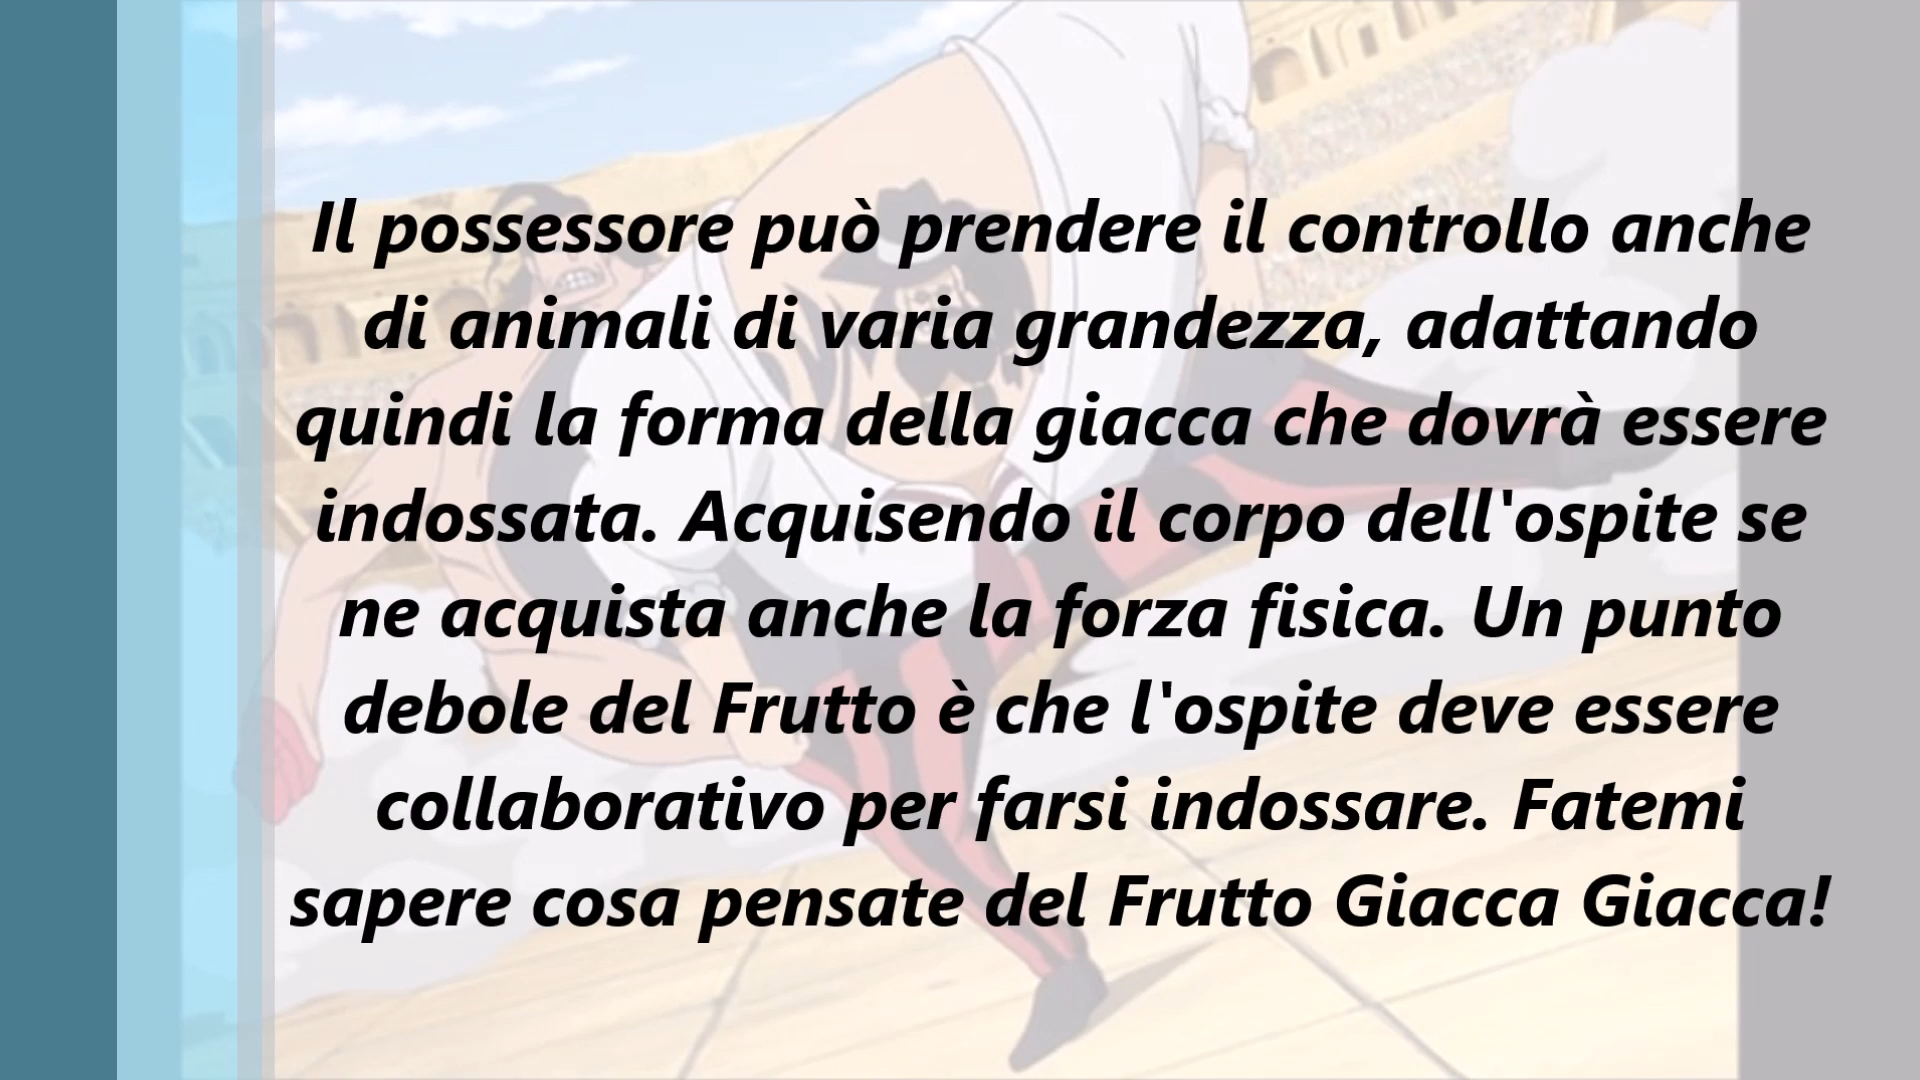 Il possessore può prendere il controllo anche
di animali di varia grandezza, adattando
quindi la forma della giacca che dovrà essere
indossata. Acquisendo il corpo dell'ospite se
ne acquista anche la forza fisica. Un punto
debole del Frutto è che l'ospite deve essere
collaborativo per farsi indossare. Fatemi
sapere cosa pensate del Frutto Giacca Giacca!